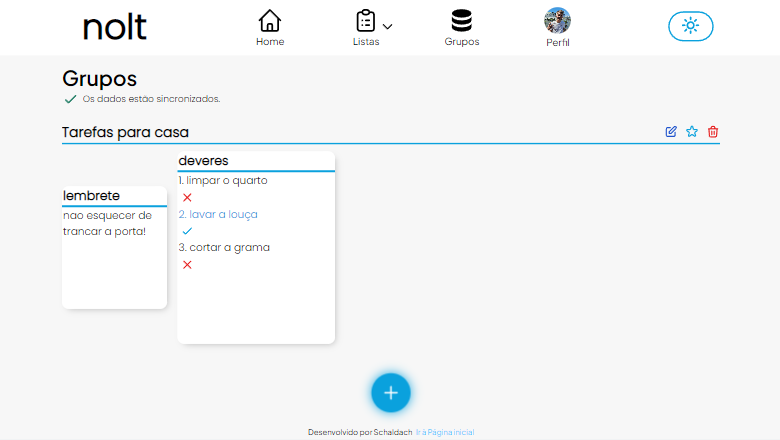 nolt
Home
Listas
Grupos
Perfil
Grupos
Os dados estão sincronizados.
Tarefas para casa
lembrete
nao esquecer de
trancar a porta!
deveres
1. limpar o quarto
2. lavar a louça
3. cortar a grama
Desenvolvido por Schaldach Ir à Página inicial